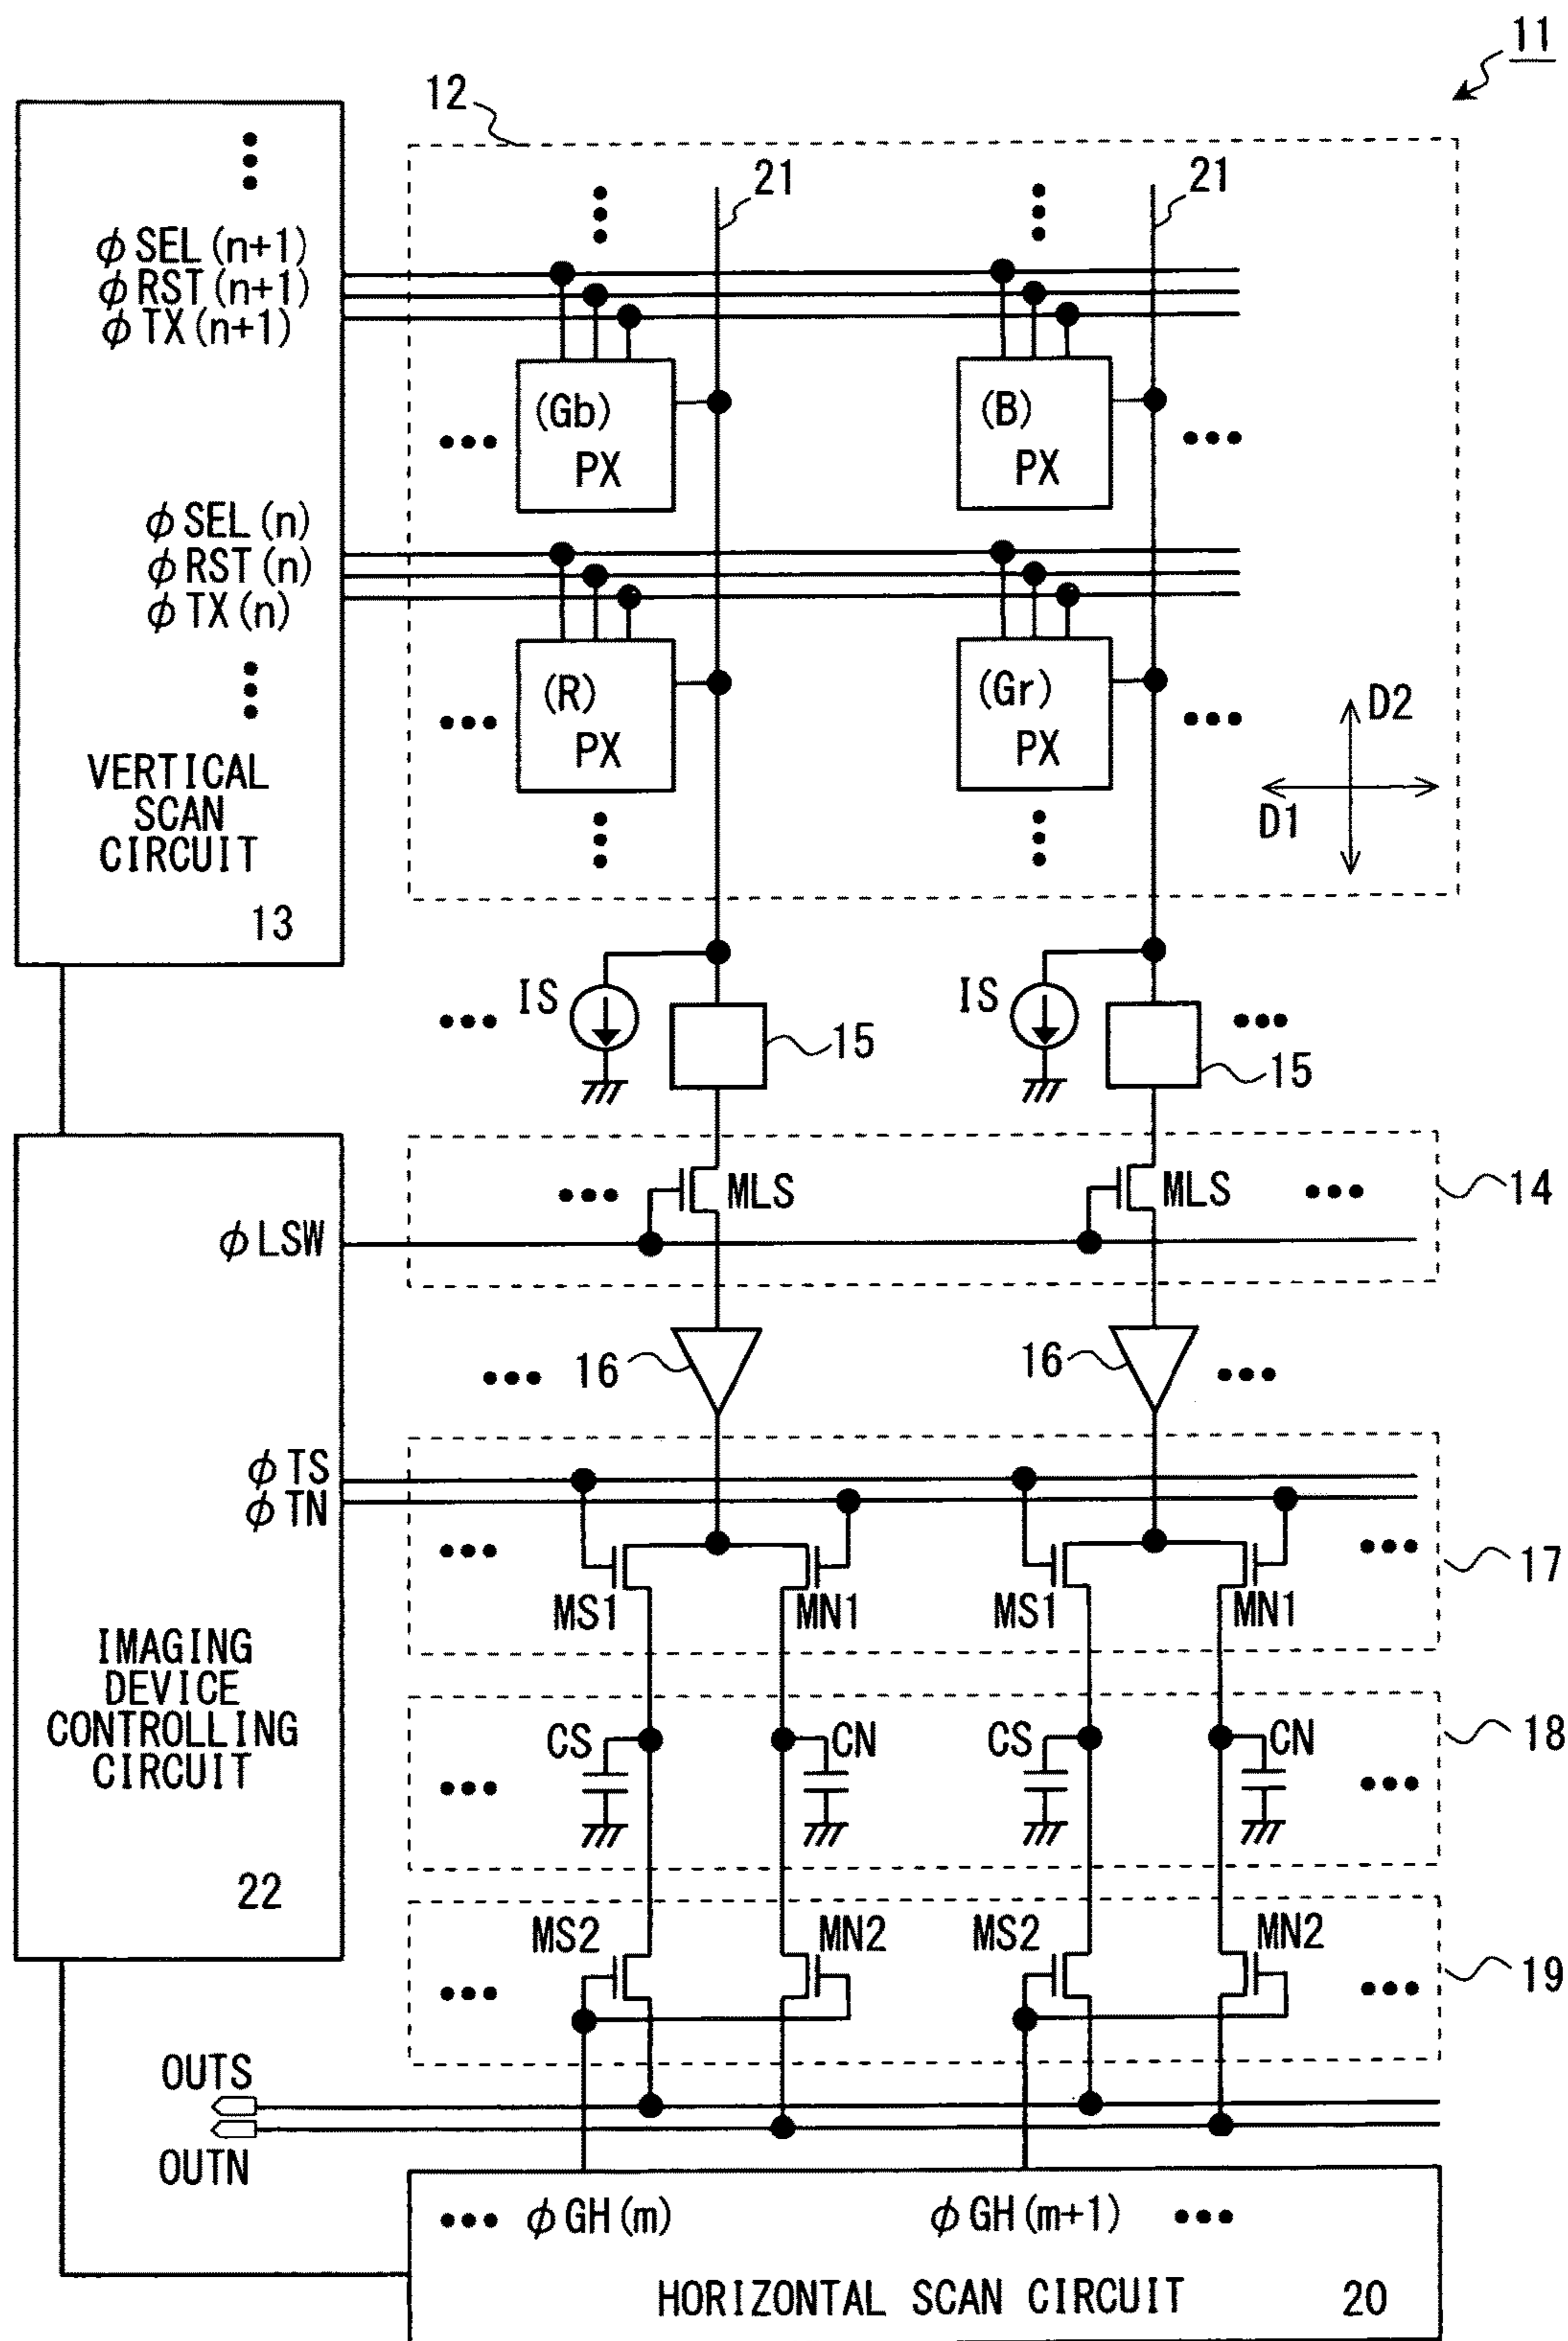 11
12
21
21
φSEL(n+1)
φRST(n+1)
φTX(n+1)
(Gb)
PX
(B)
PX
φSEL(n)
φRST(n)
φTX(n)
(R)
PX
(Gr)
PX
D2
D1
VERTICAL
SCAN
CIRCUIT
13
IS
15
IS
15
MLS
MLS
14
φLSW
16
16
φTS
φTN
MS1
MN1
MS1
MN1
17
IMAGING
DEVICE
CONTROLLING
CIRCUIT
22
CS
CN
CS
CN
18
MS2
MN2
MS2
MN2
19
OUTS
OUTN
φGH(m)
φGH(m+1)
HORIZONTAL SCAN CIRCUIT
20